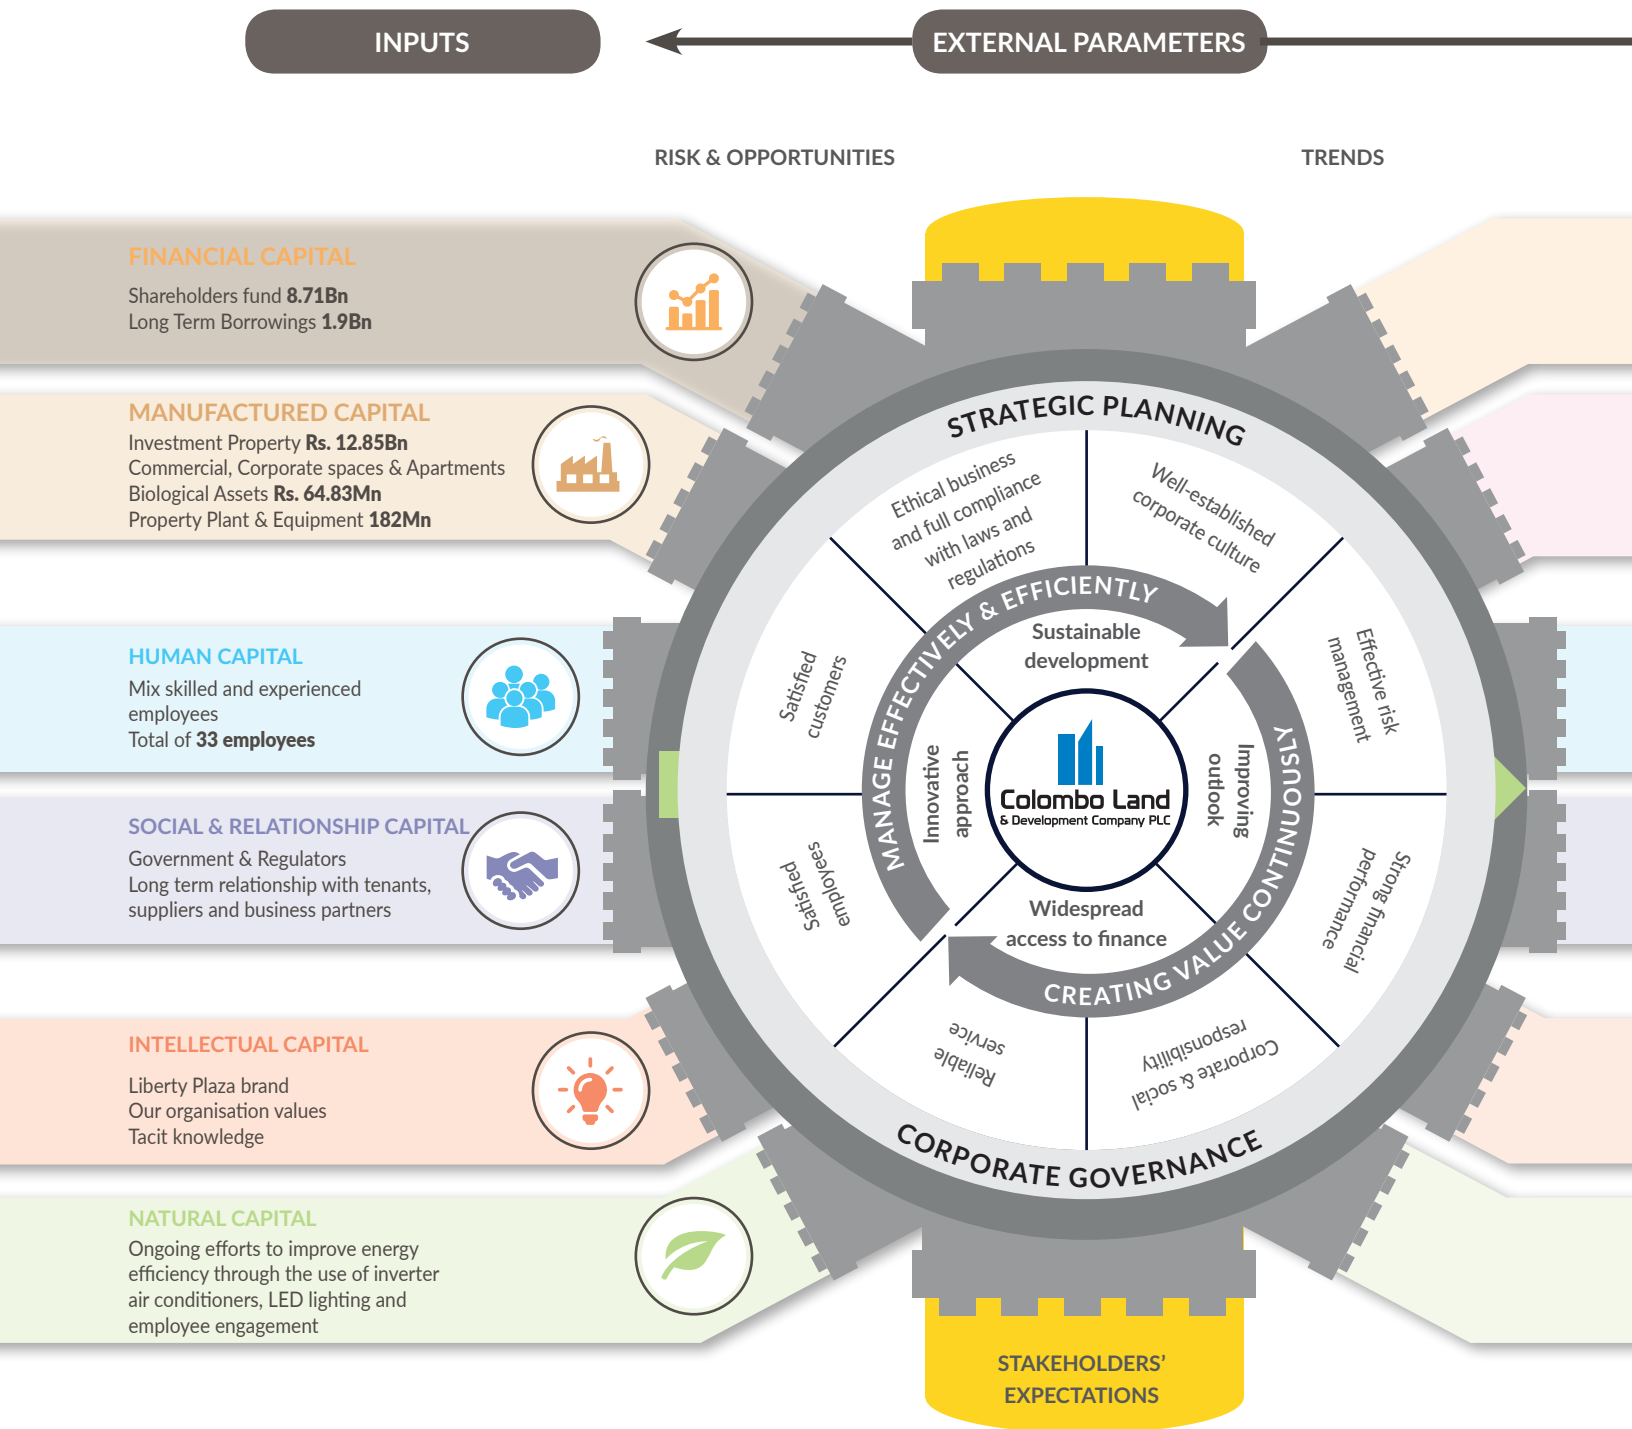 INPUTS
EXTERNAL PARAMETERS
RISK & OPPORTUNITIES
TRENDS
FINANCIAL CAPITAL
Shareholders fund 8.71Bn
Long Term Borrowings 1.9Bn
MANUFACTURED CAPITAL
Investment Property Rs. 12.85Bn
Commercial, Corporate spaces & Apartments
Biological Assets Rs. 64.83Mn
Property Plant & Equipment 182Mn
HUMAN CAPITAL
Mix skilled and experienced
employees
Total of 33 employees
SOCIAL & RELATIONSHIP CAPITAL
Government & Regulators
Long term relationship with tenants,
suppliers and business partners
INTELLECTUAL CAPITAL
Liberty Plaza brand
Our organisation values
Tacit knowledge
NATURAL CAPITAL
Ongoing efforts to improve energy
efficiency through the use of inverter
air conditioners, LED lighting and
employee engagement
STRATEGIC PLANNING
Ethical business
and full compliance
with laws and
regulations
Well-established
corporate culture
Effective risk
management
Strong financial
performance
Corporate & social
responsibility
Reliable
service
Satisfied
employees
Satisfied
customers
MANAGE EFFECTIVELY & EFFICIENTLY
CREATING VALUE CONTINUOUSLY
Sustainable
development
Improving
outlook
Widespread
access to finance
Innovative
approach
Colombo Land
& Development Company PLC
CORPORATE GOVERNANCE
STAKEHOLDERS’
EXPECTATIONS